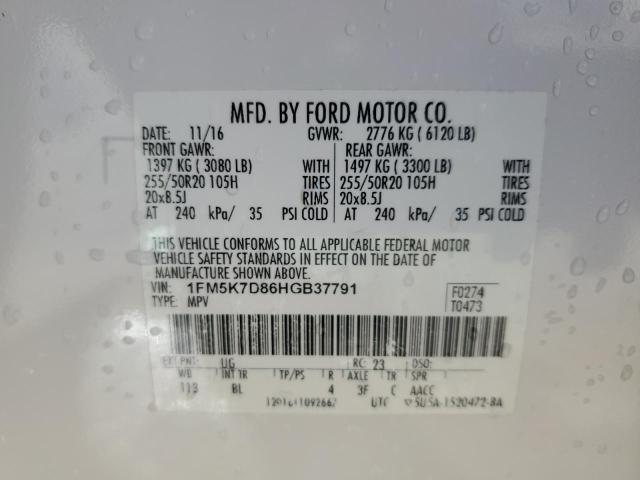 MFD. BY FORD MOTOR CO.
DATE: 11/16 GVWR: 2776 KG ( 6120 LB)
FRONT GAWR: REAR GAWR:
1397 KG ( 3080 LB) WITH 1497 KG ( 3300 LB) WITH
255/50R20 105H TIRES 255/50R20 105H TIRES
20x8.5J RIMS 20x8.5J RIMS
AT 240 kPa/ 35 PSI COLD AT 240 kPa/ 35 PSI COLD
THIS VEHICLE CONFORMS TO ALL APPLICABLE FEDERAL MOTOR
VEHICLE SAFETY STANDARDS IN EFFECT ON THE DATE OF
MANUFACTURE SHOWN ABOVE.
VIN: 1FM5K7D86HGB37791 F0274
TYPE: MPV T0473
EXT PNT: UG RC: 23 DSO:
WB INT TR TP/PS R AXLE TR SPR
113 BL 4 3F C AACC
UTC ▽5U5A-1520472-BA